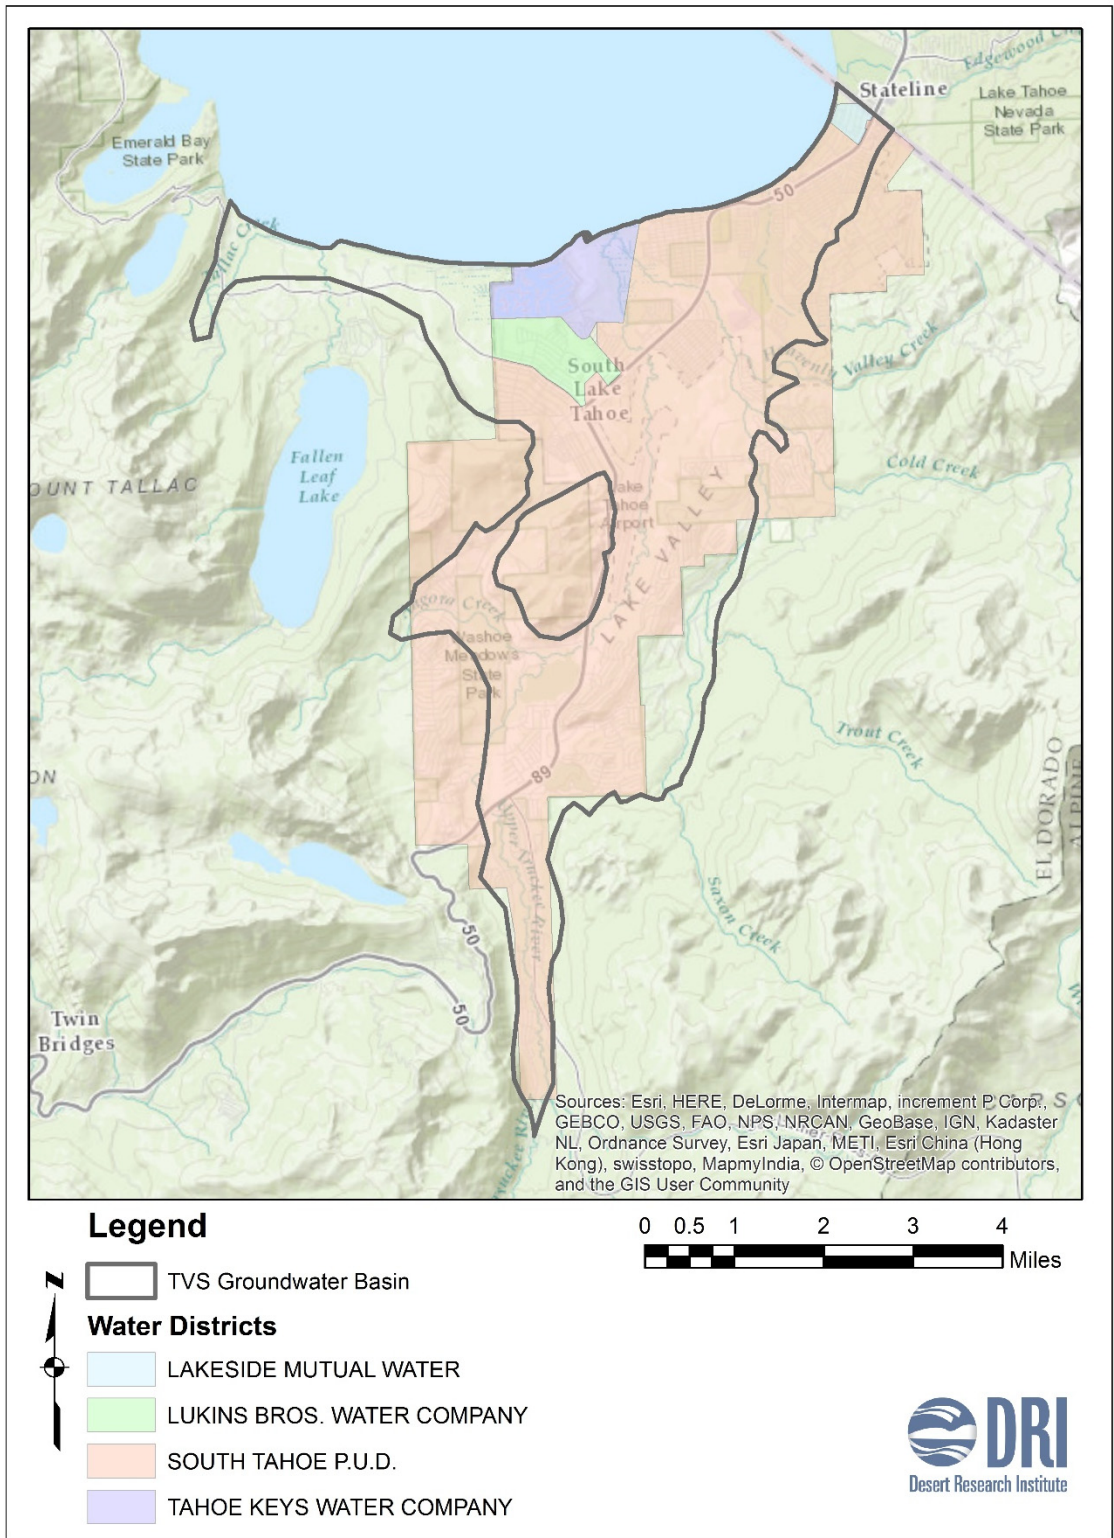 Stateline
Edgewood
Lake Tahoe
Nevada
State Park
Emerald Bay
State Park
50
Tallac Creek
Heavenly Valley Creek
South
Lake
Tahoe
Fallen
Leaf
Lake
Cold Creek
OUNT TALLAC
Lake
Tahoe
Airport
LAKE VALLEY
Angora Creek
Washoe
Meadows
State
Park
Trout Creek
ON
89
EL DORADO
ALPINE
Upper Truckee River
Saxon Creek
50
50
Twin
Bridges
Sources: Esri, HERE, DeLorme, Intermap, increment P Corp.,
GEBCO, USGS, FAO, NPS, NRCAN, GeoBase, IGN, Kadaster
NL, Ordnance Survey, Esri Japan, METI, Esri China (Hong
Kong), swisstopo, MapmyIndia, © OpenStreetMap contributors,
and the GIS User Community
Legend
0 0.5 1 2 3 4
Miles
N
TVS Groundwater Basin
Water Districts
LAKESIDE MUTUAL WATER
LUKINS BROS. WATER COMPANY
SOUTH TAHOE P.U.D.
TAHOE KEYS WATER COMPANY
DRI
Desert Research Institute